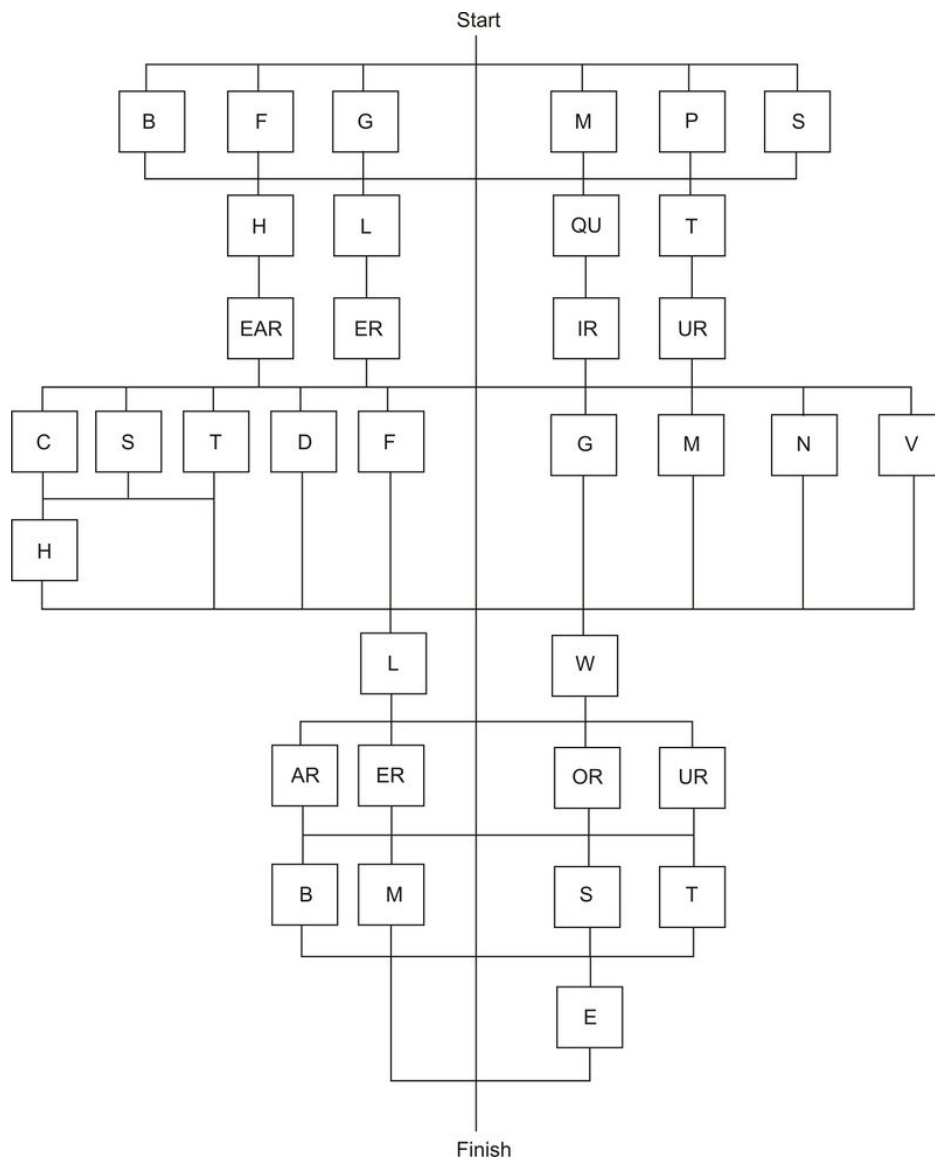 Start
B F G M P S
H L QU T
EAR ER IR UR
C S T D F G M N V
H
L W
AR ER OR UR
B M S T
E
Finish